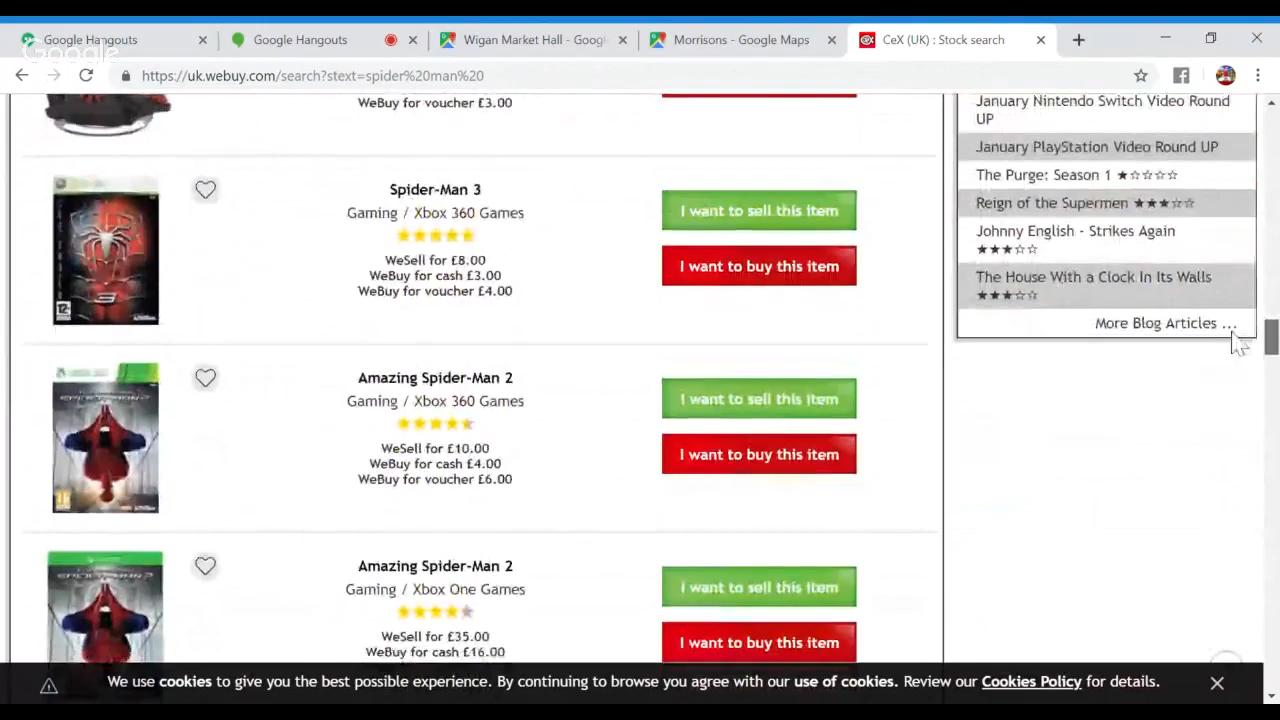 Google Hangouts
Google Hangouts
Wigan Market Hall - Googl
Morrisons - Google Maps
CeX (UK) : Stock search
Google
https://uk.webuy.com/search?stext=spider%20man%20
WeBuy for voucher £3.00
Spider-Man 3
Gaming / Xbox 360 Games
WeSell for £8.00
WeBuy for cash £3.00
WeBuy for voucher £4.00
I want to sell this item
I want to buy this item
Amazing Spider-Man 2
Gaming / Xbox 360 Games
WeSell for £10.00
WeBuy for cash £4.00
WeBuy for voucher £6.00
I want to sell this item
I want to buy this item
Amazing Spider-Man 2
Gaming / Xbox One Games
WeSell for £35.00
WeBuy for cash £16.00
I want to sell this item
I want to buy this item
January Nintendo Switch Video Round
UP
January PlayStation Video Round UP
The Purge: Season 1 ★☆☆☆☆
Reign of the Supermen ★★★☆☆
Johnny English - Strikes Again
★★★☆☆
The House With a Clock In Its Walls
★★★☆☆
More Blog Articles ...
We use cookies to give you the best possible experience. By continuing to browse you agree with our use of cookies. Review our Cookies Policy for details.